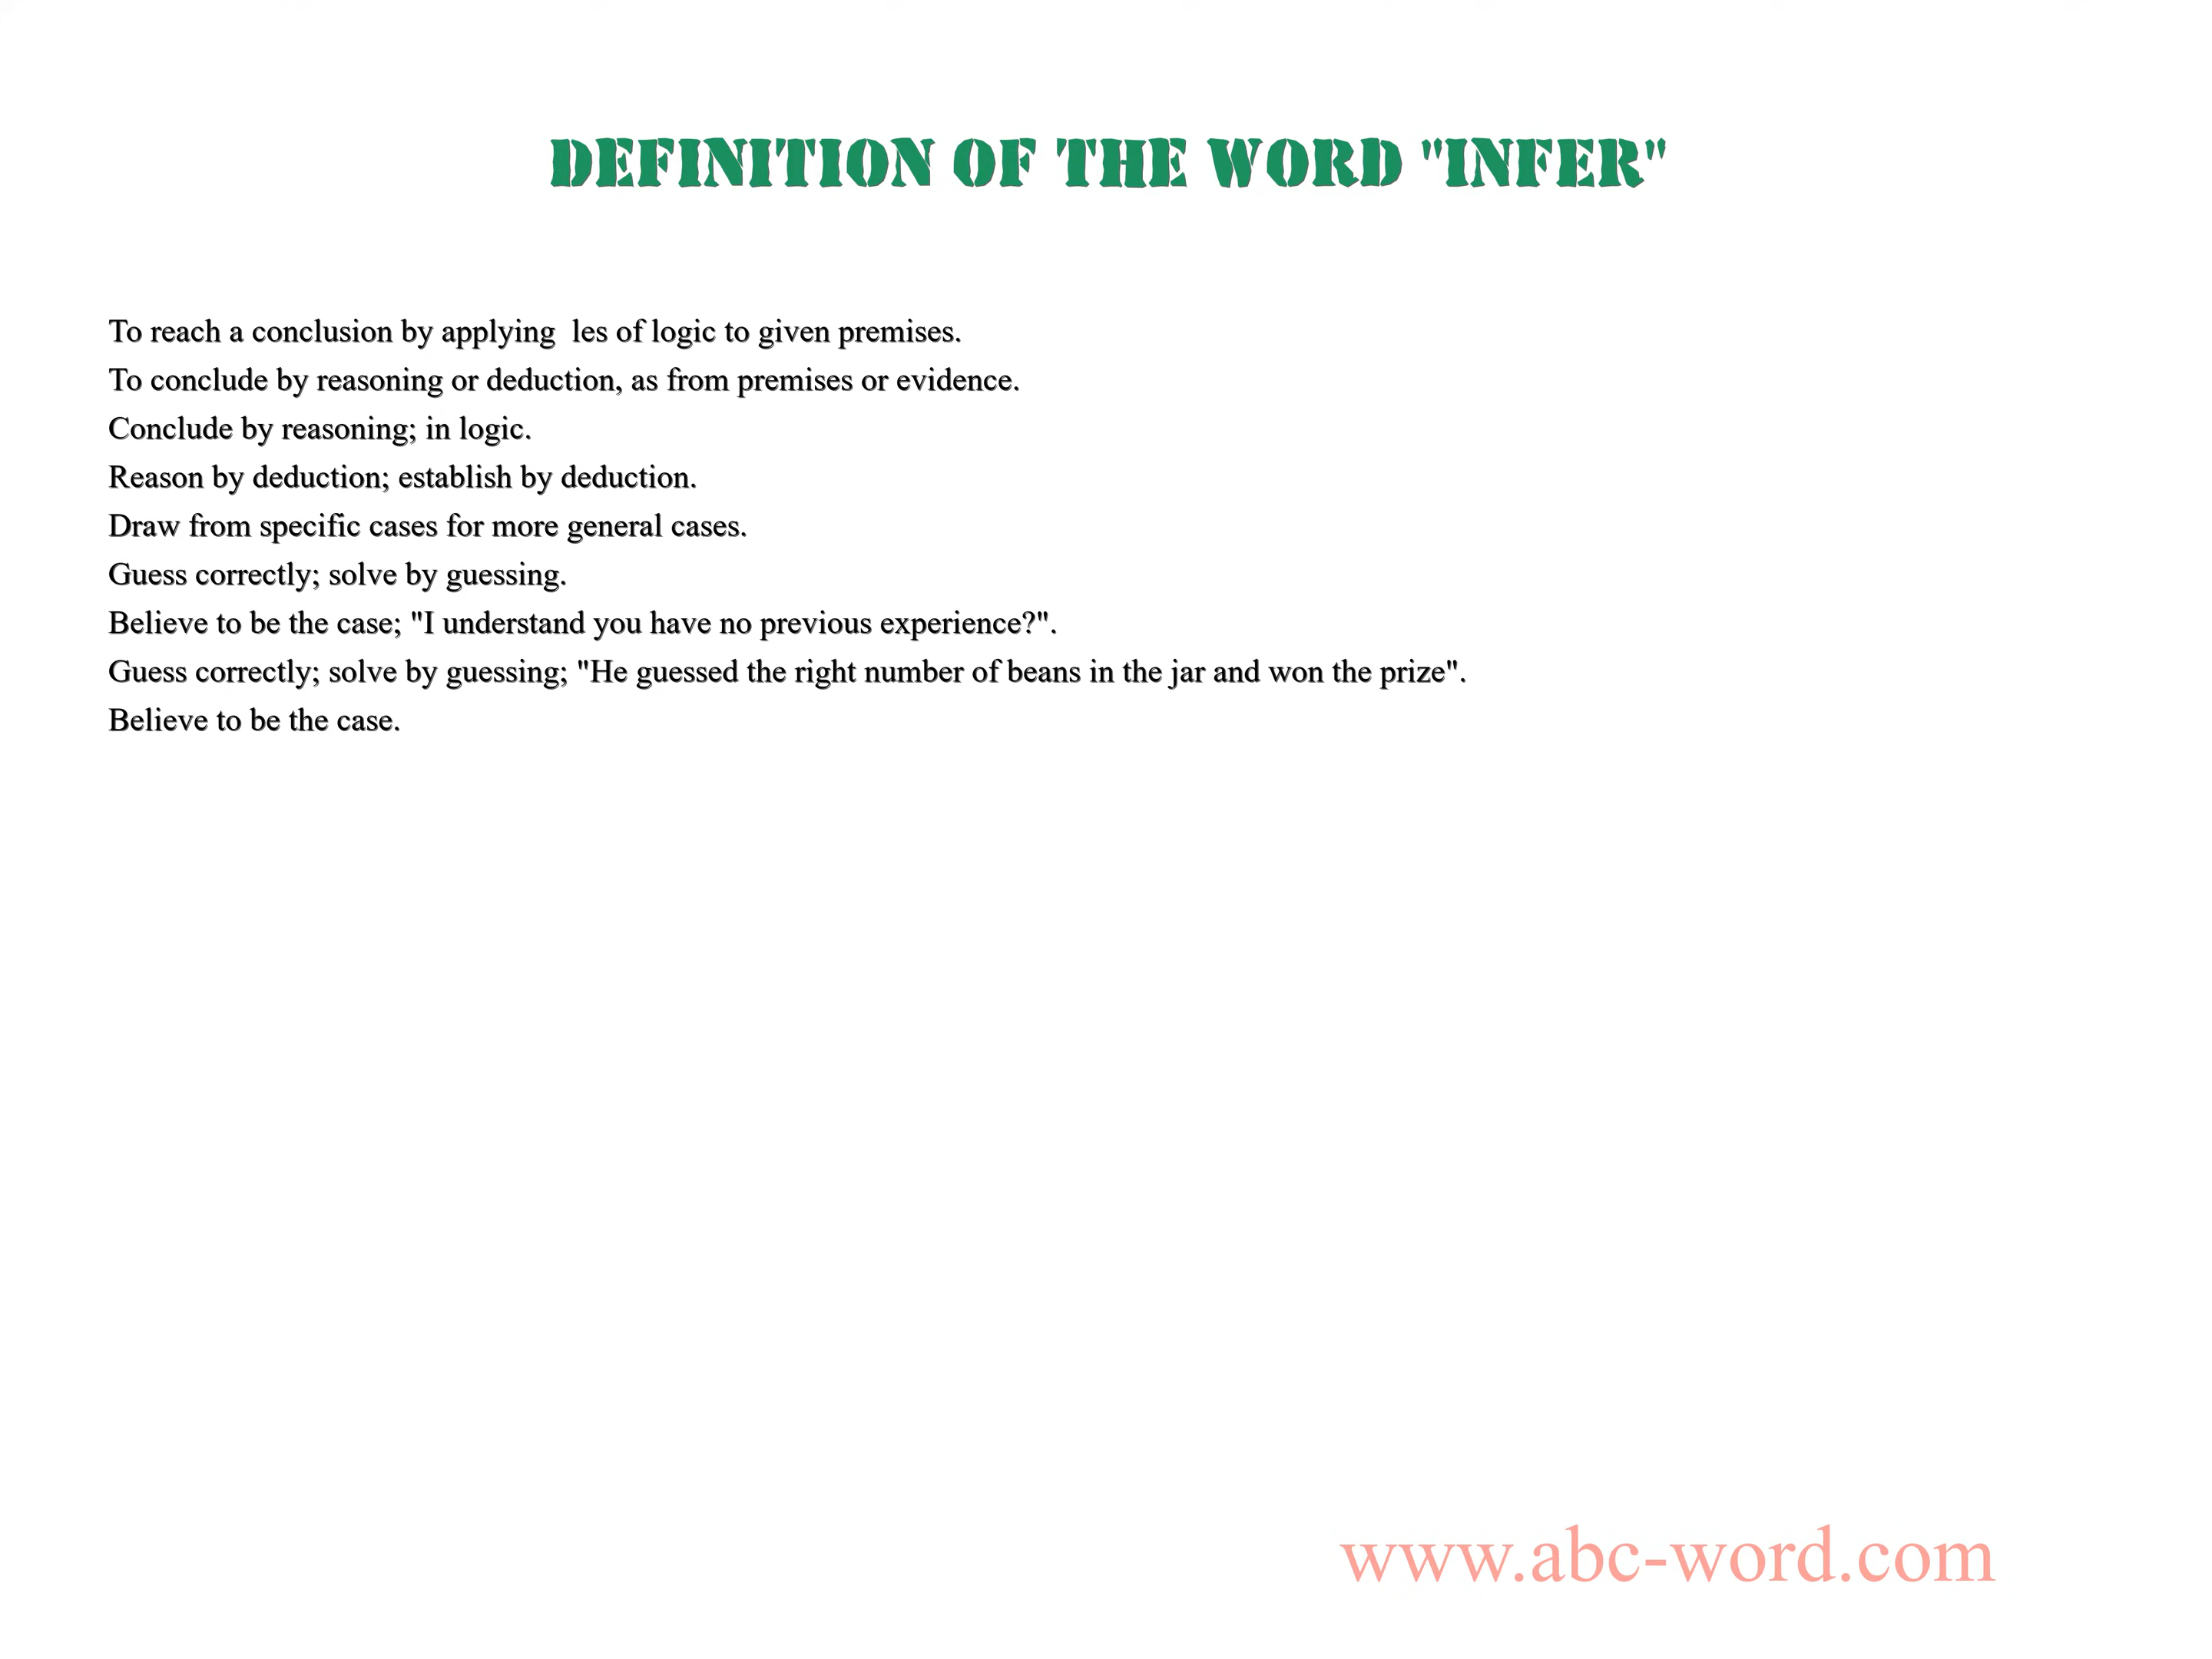 DEFINITION OF THE WORD "INFER"
To reach a conclusion by applying  les of logic to given premises.
To conclude by reasoning or deduction, as from premises or evidence.
Conclude by reasoning; in logic.
Reason by deduction; establish by deduction.
Draw from specific cases for more general cases.
Guess correctly; solve by guessing.
Believe to be the case; "I understand you have no previous experience?".
Guess correctly; solve by guessing; "He guessed the right number of beans in the jar and won the prize".
Believe to be the case.
www.abc-word.com